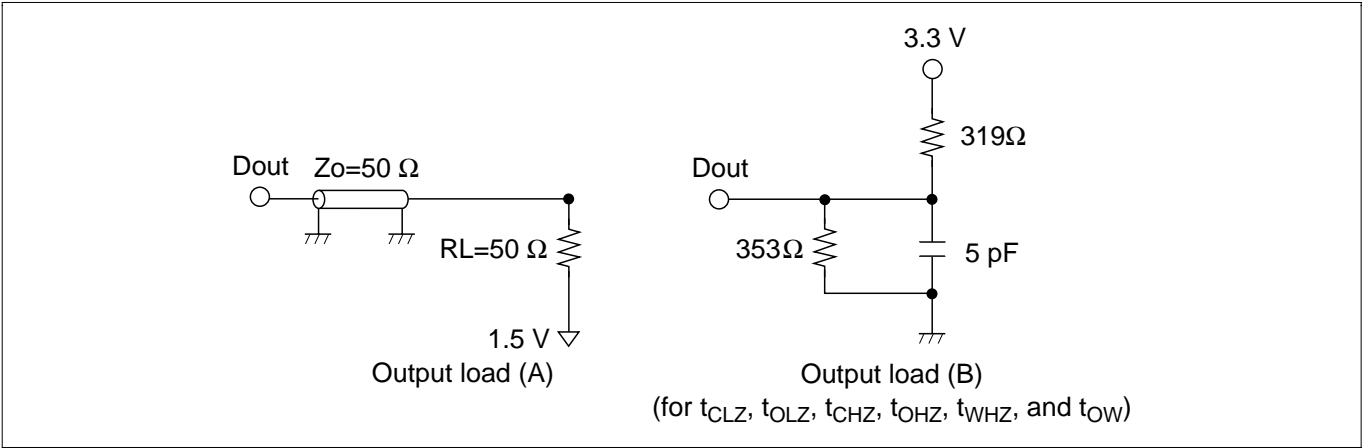 Dout
Zo=50 Ω
RL=50 Ω
1.5 V
Output load (A)
3.3 V
319Ω
Dout
353Ω
5 pF
Output load (B)
(for tCLZ, tOLZ, tCHZ, tOHZ, tWHZ, and tOW)